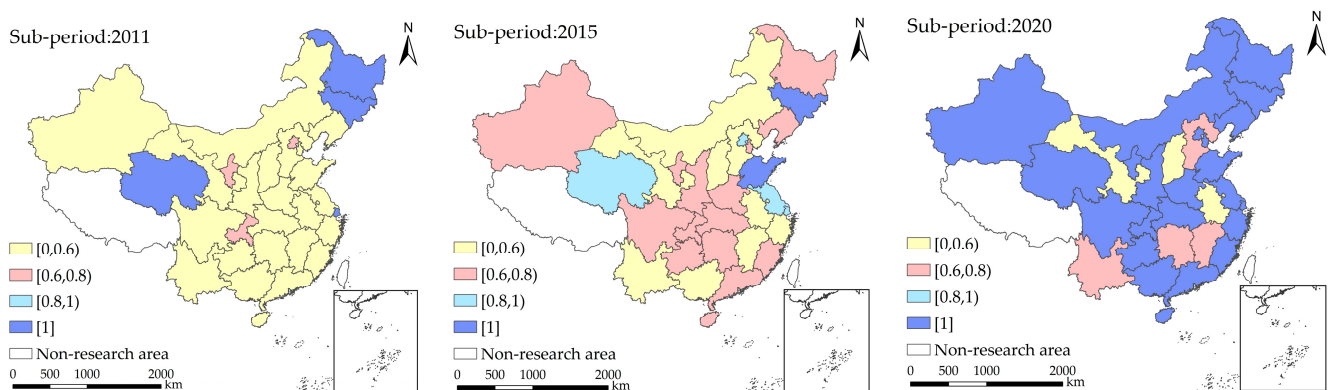 Sub-period:2011
N
[0,0.6)
[0.6,0.8)
[0.8,1)
[1]
Non-research area
0 500 1000 2000
km
Sub-period:2015
N
[0,0.6)
[0.6,0.8)
[0.8,1)
[1]
Non-research area
0 500 1000 2000
km
Sub-period:2020
N
[0,0.6)
[0.6,0.8)
[0.8,1)
[1]
Non-research area
0 500 1000 2000
km